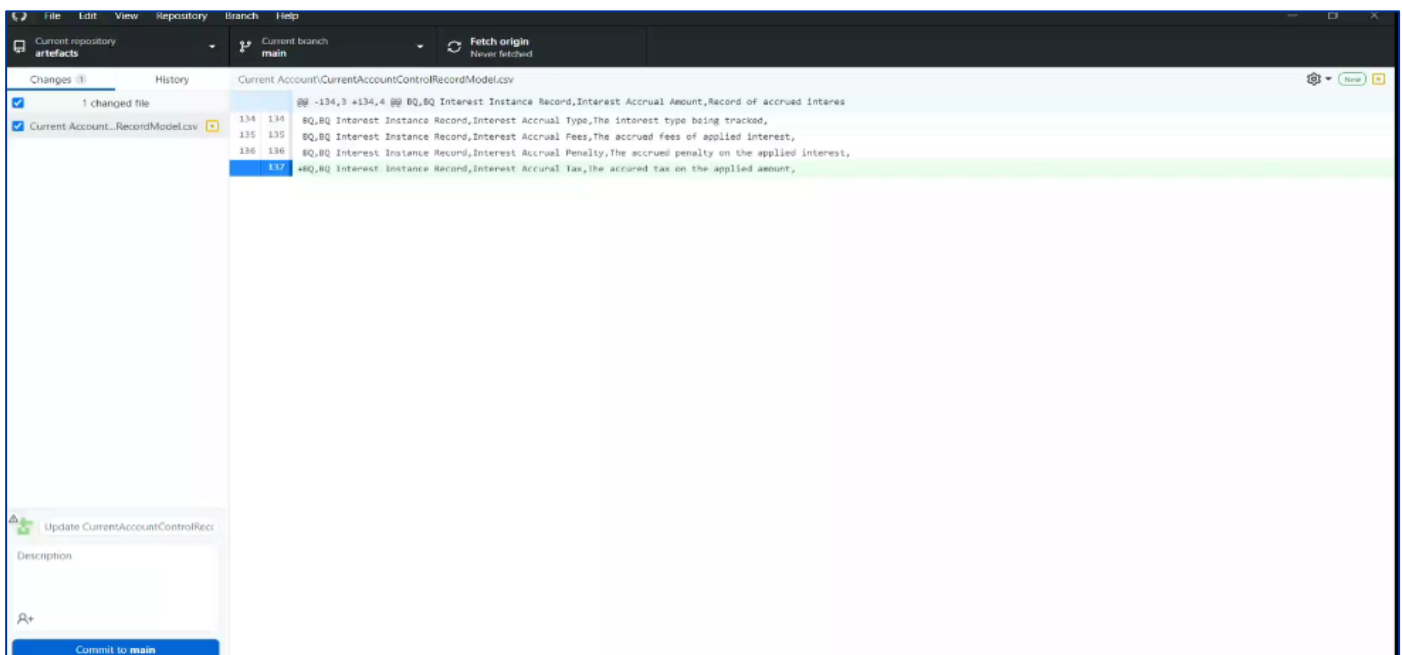 File Edit View Repository Branch Help
Current repository
artefacts
Current branch
main
Fetch origin
Never fetched
Changes 1 History
Current Account\CurrentAccountControlRecordModel.csv
New
1 changed file
@@ -134,3 +134,4 @@ BQ,BQ Interest Instance Record,Interest Accrual Amount,Record of accrued interes
Current Account...RecordModel.csv
134 134 BQ,BQ Interest Instance Record,Interest Accrual Type,The interest type being tracked,
135 135 BQ,BQ Interest Instance Record,Interest Accrual Fees,The accrued fees of applied interest,
136 136 BQ,BQ Interest Instance Record,Interest Accrual Penalty,The accrued penalty on the applied interest,
137 +BQ,BQ Interest Instance Record,Interest Accural Tax,The accured tax on the applied amount,
Update CurrentAccountControlRec
Description
Commit to main